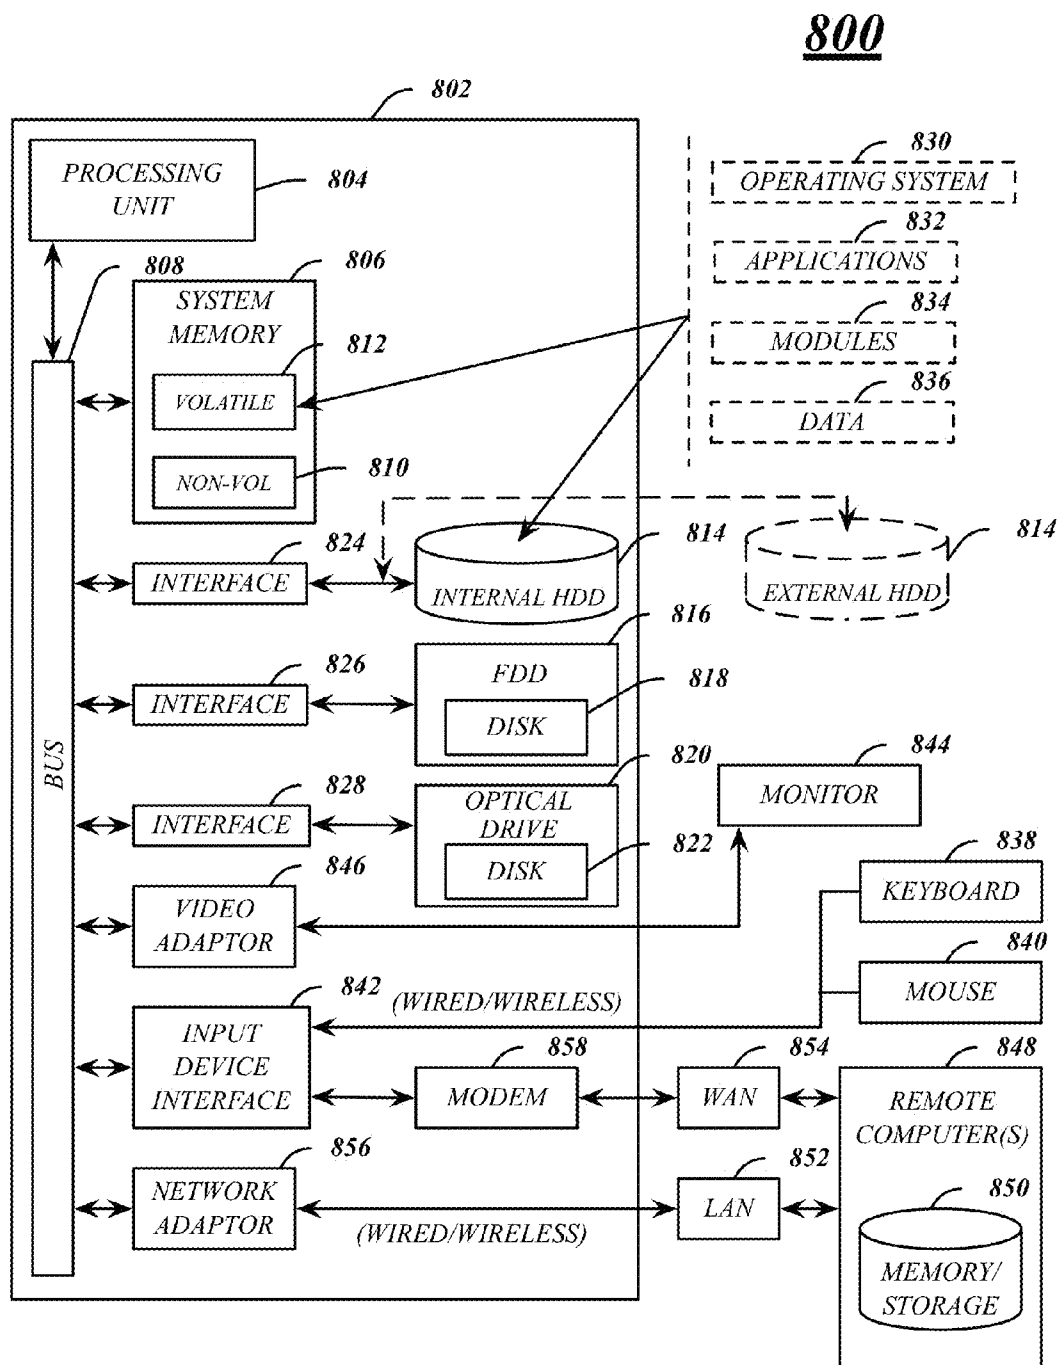 800
802
PROCESSING
UNIT
804
830
OPERATING SYSTEM
808
806
832
SYSTEM
MEMORY
APPLICATIONS
812
834
MODULES
VOLATILE
836
DATA
810
NON-VOL
824
INTERFACE
814
INTERNAL HDD
814
EXTERNAL HDD
816
826
INTERFACE
FDD
818
DISK
BUS
820
844
MONITOR
828
INTERFACE
OPTICAL
DRIVE
822
DISK
846
VIDEO
ADAPTOR
838
KEYBOARD
840
MOUSE
842
(WIRED/WIRELESS)
INPUT
DEVICE
INTERFACE
858
MODEM
854
WAN
848
REMOTE
COMPUTER(S)
856
NETWORK
ADAPTOR
(WIRED/WIRELESS)
852
LAN
850
MEMORY/
STORAGE